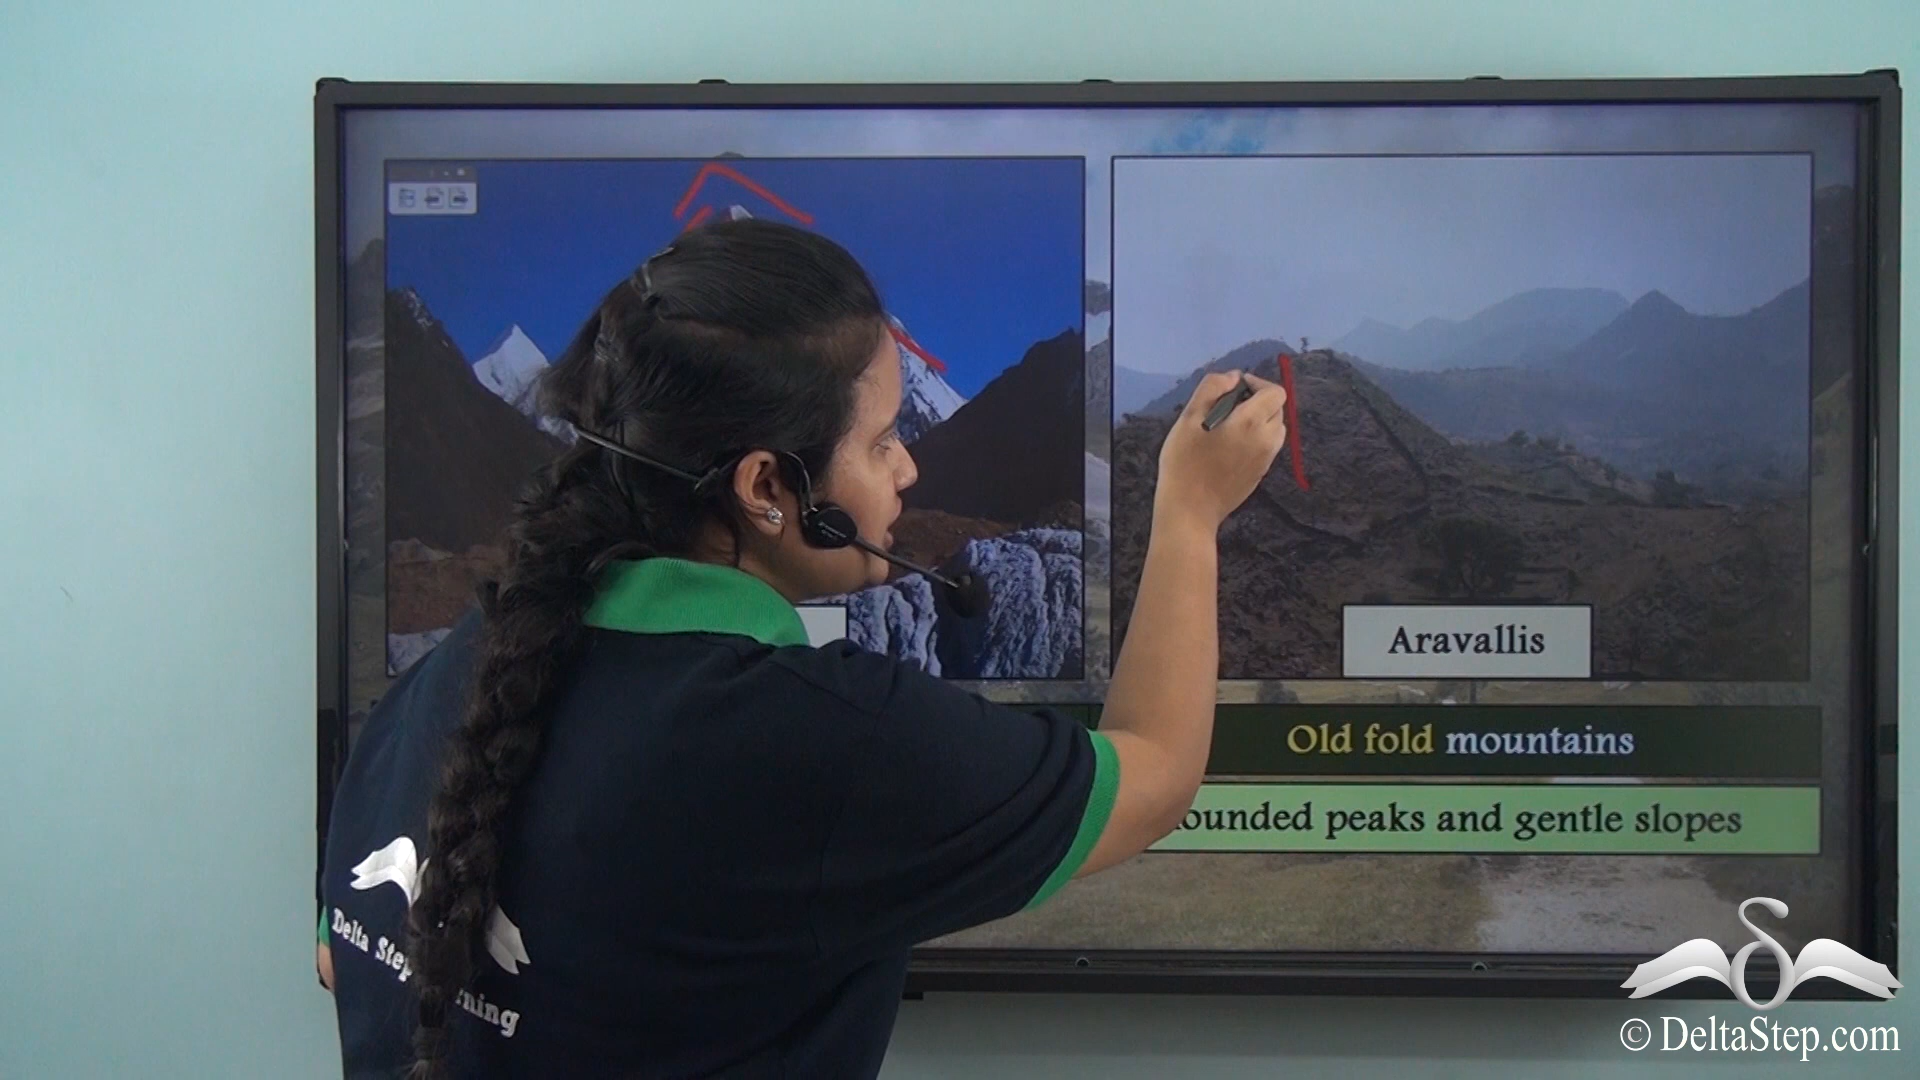 Aravallis
Old fold mountains
ounded peaks and gentle slopes
Delta Step
rning
© DeltaStep.com